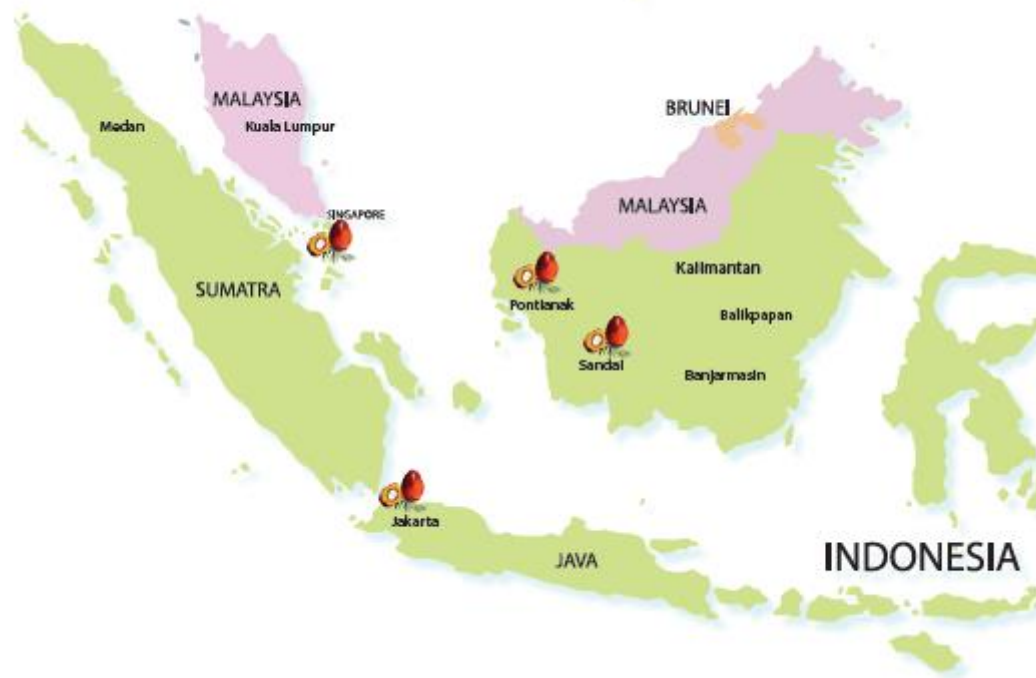 MALAYSIA
Medan
Kuala Lumpur
BRUNEI
SINGAPORE
MALAYSIA
Kalimantan
SUMATRA
Pontianak
Balikpapan
Sandai
Banjarmasin
Jakarta
JAVA
INDONESIA